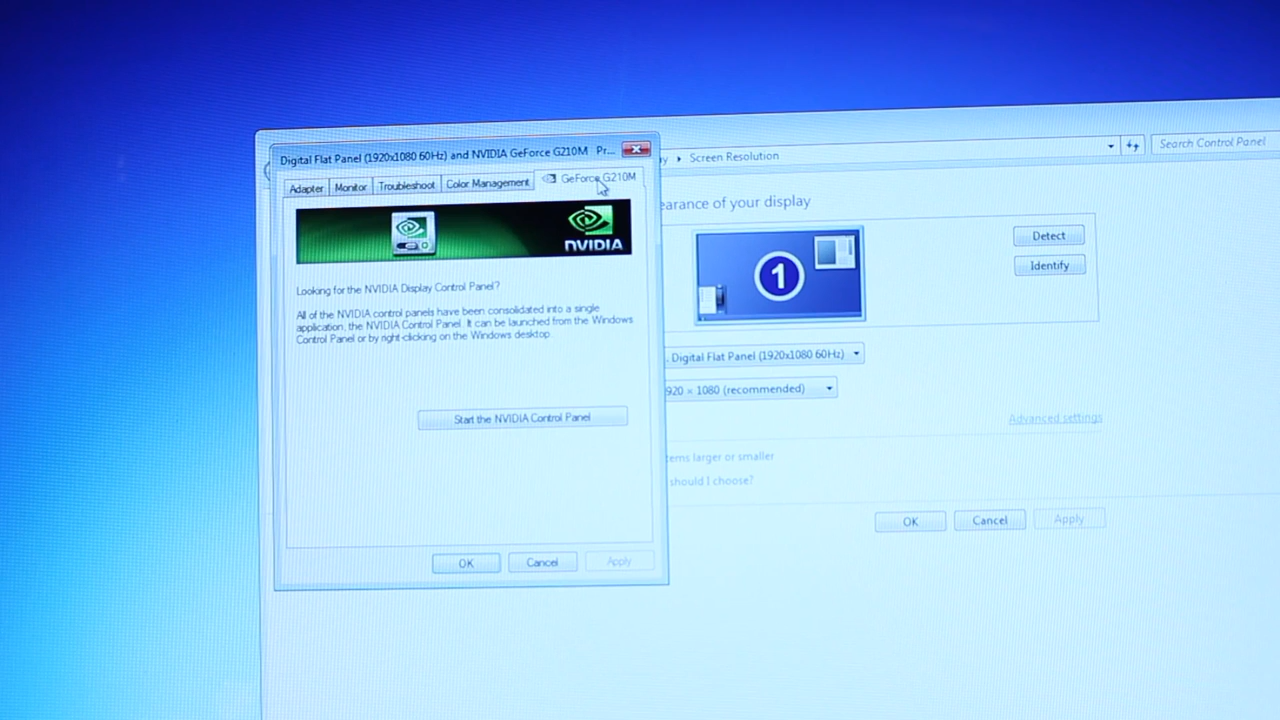 Digital Flat Panel (1920x1080 60Hz) and NVIDIA GeForce G210M Pr...
Adapter Monitor Troubleshoot Color Management GeForce G210M
NVIDIA
Looking for the NVIDIA Display Control Panel?
All of the NVIDIA control panels have been consolidated into a single
application, the NVIDIA Control Panel. It can be launched from the Windows
Control Panel or by right-clicking on the Windows desktop.
Start the NVIDIA Control Panel
OK Cancel Apply
y ▸ Screen Resolution
Search Control Panel
earance of your display
1
Detect
Identify
. Digital Flat Panel (1920x1080 60Hz)
920 × 1080 (recommended)
Advanced settings
tems larger or smaller
should I choose?
OK Cancel Apply